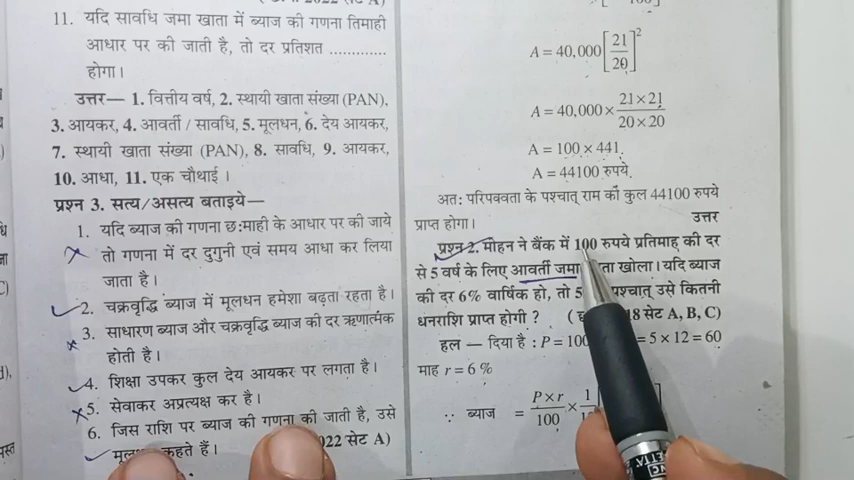 11. यदि सावधि जमा खाता में ब्याज की गणना तिमाही
आधार पर की जाती है, तो दर प्रतिशत .............
होगा।
उत्तर— 1. वित्तीय वर्ष, 2. स्थायी खाता संख्या (PAN),
3. आयकर, 4. आवर्ती / सावधि, 5. मूलधन, 6. देय आयकर,
7. स्थायी खाता संख्या (PAN), 8. सावधि, 9. आयकर,
10. आधा, 11. एक चौथाई ।
प्रश्न 3. सत्य/असत्य बताइये—
1. यदि ब्याज की गणना छ:माही के आधार पर की जाये
तो गणना में दर दुगुनी एवं समय आधा कर लिया
जाता है।
2. चक्रवृद्धि ब्याज में मूलधन हमेशा बढ़ता रहता है।
3. साधारण ब्याज और चक्रवृद्धि ब्याज की दर ऋणात्मक
होती है।
4. शिक्षा उपकर कुल देय आयकर पर लगता है।
5. सेवाकर अप्रत्यक्ष कर है।
6. जिस राशि पर ब्याज की गणना की जाती है, उसे
कहते हैं। 022 सेट A)
A = 40,000 [21/20]²
A = 40,000 × 21 × 21 / 20 × 20
A = 100 × 441
A = 44100 रुपये
अत: परिपक्वता के पश्चात् राम को कुल 44100 रुपये
प्राप्त होगा। उत्तर
प्रश्न 2. मोहन ने बैंक में 100 रुपये प्रतिमाह की दर
से 5 वर्ष के लिए आवर्ती जमा ता खोला। यदि ब्याज
की दर 6% वार्षिक हो, तो 5 पश्चात् उसे कितनी
धनराशि प्राप्त होगी ? 18 सेट A, B, C)
हल — दिया है : P = 100 = 5 × 12 = 60
माह r = 6 %
∵ ब्याज = P × r / 100 ×